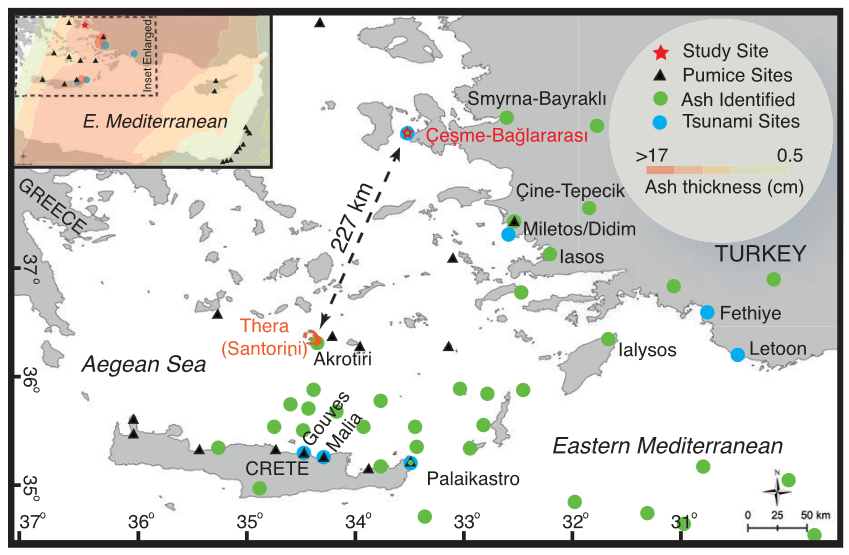 Inset Enlarged
E. Mediterranean
Study Site
Pumice Sites
Ash Identified
Tsunami Sites
>17
0.5
Ash thickness (cm)
Smyrna-Bayraklı
Çeşme-Bağlararası
GREECE
227 km
Çine-Tepecik
Miletos/Didim
Iasos
TURKEY
37°
Fethiye
Thera
(Santorini)
Akrotiri
Ialysos
Letoon
Aegean Sea
36°
Gouves
Malia
CRETE
Palaikastro
Eastern Mediterranean
35°
N
0 25 50 km
37° 36° 35° 34° 33° 32° 31°